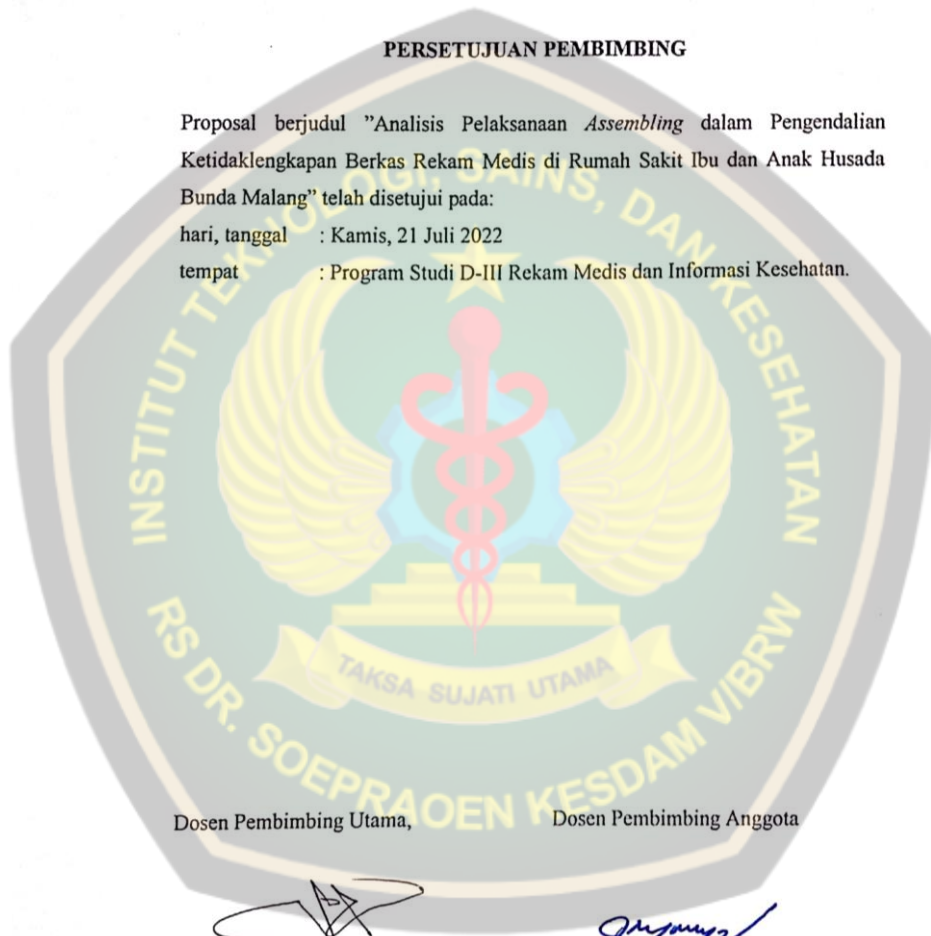 PERSETUJUAN PEMBIMBING
Proposal berjudul ”Analisis Pelaksanaan Assembling dalam Pengendalian
Ketidaklengkapan Berkas Rekam Medis di Rumah Sakit Ibu dan Anak Husada
Bunda Malang” telah disetujui pada:
hari, tanggal : Kamis, 21 Juli 2022
tempat : Program Studi D-III Rekam Medis dan Informasi Kesehatan.
INSTITUT TEKNOLOGI, SAINS, DAN KESEHATAN
TAKSA SUJATI UTAMA
RS DR. SOEPRAOEN KESDAM V/BRW
Dosen Pembimbing Utama, Dosen Pembimbing Anggota